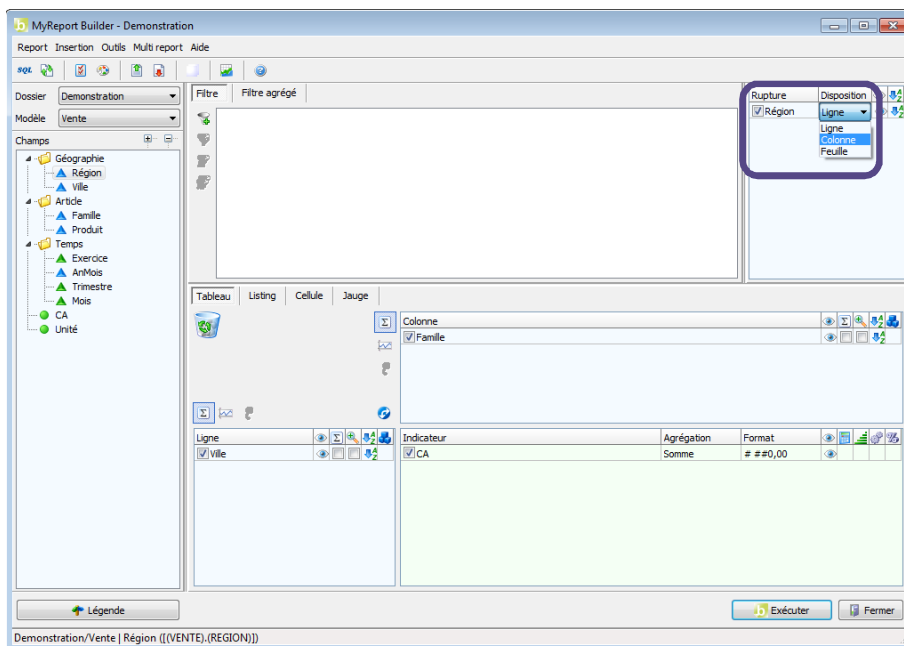 MyReport Builder - Demonstration
Report Insertion Outils Multi report Aide
SQL
Dossier Demonstration
Modèle Vente
Champs
Géographie
Région
Ville
Article
Famille
Produit
Temps
Exercice
AnMois
Trimestre
Mois
CA
Unité
Filtre Filtre agrégé
Rupture Disposition
Région Ligne
Ligne
Colonne
Feuille
Tableau Listing Cellule Jauge
Colonne
Famille
Ligne
Ville
Indicateur Agrégation Format
CA Somme # ##0,00
Légende
Exécuter Fermer
Demonstration/Vente | Région ([(VENTE).(REGION)])